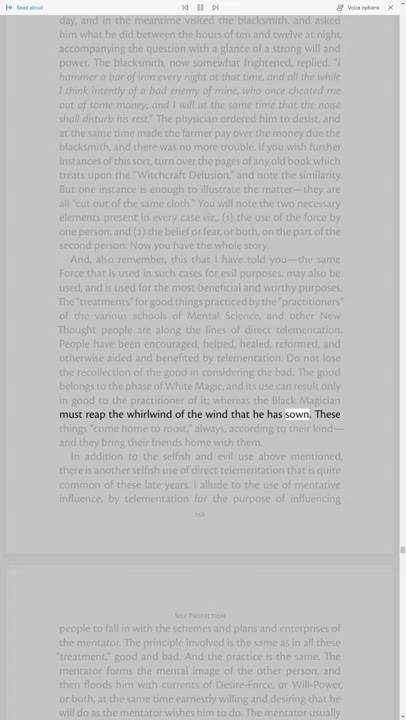 Read aloud
Voice options
day, and in the meantime visited the blacksmith, and asked
him what he did between the hours of ten and twelve at night,
accompanying the question with a glance of a strong will and
power. The blacksmith, now somewhat frightened, replied. "I
hammer a bar of iron every night at that time, and all the while
I think intently of a bad enemy of mine, who once cheated me
out of some money; and I will at the same time that the noise
shall disturb his rest." The physician ordered him to desist, and
at the same time made the farmer pay over the money due the
blacksmith, and there was no more trouble. If you wish further
instances of this sort, turn over the pages of any old book which
treats upon the "Witchcraft Delusion," and note the similarity.
But one instance is enough to illustrate the matter—they are
all "cut out of the same cloth." You will note the two necessary
elements present in every case viz., (1) the use of the force by
one person; and (2) the belief or fear, or both, on the part of the
second person. Now you have the whole story.
And, also remember, this that I have told you—the same
Force that is used in such cases for evil purposes, may also be
used, and is used for the most beneficial and worthy purposes.
The "treatments" for good things practiced by the "practitioners"
of the various schools of Mental Science, and other New
Thought people are along the lines of direct telementation.
People have been encouraged, helped, healed, reformed, and
otherwise aided and benefited by telementation. Do not lose
the recollection of the good in considering the bad. The good
belongs to the phase of White Magic, and its use can result only
in good to the practitioner of it; whereas the Black Magician
must reap the whirlwind of the wind that he has sown. These
things "come home to roost," always, according to their kind—
and they bring their friends home with them.
In addition to the selfish and evil use above mentioned,
there is another selfish use of direct telementation that is quite
common of these late years. I allude to the use of mentative
influence, by telementation for the purpose of influencing
Self Protection
people to fall in with the schemes and plans and enterprises of
the mentator. The principle involved is the same as in all these
"treatment," good and bad. And the practice is the same. The
mentator forms the mental image of the other person, and
then floods him with currents of Desire-Force, or Will-Power,
or both, at the same time earnestly willing and desiring that he
will do as the mentator wishes him to do. The mentator usually